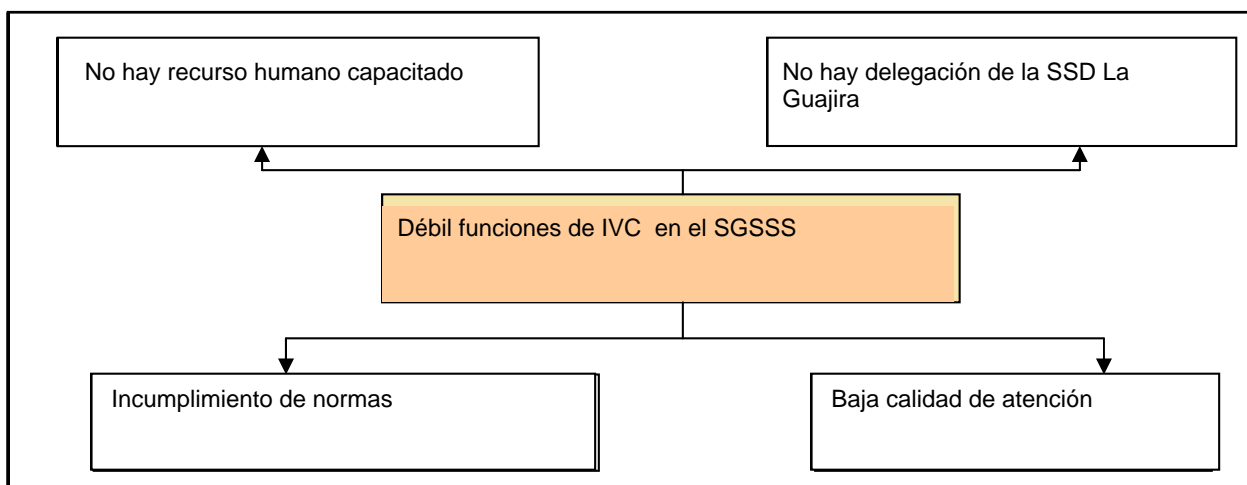 No hay recurso humano capacitado
No hay delegación de la SSD La
Guajira
Débil funciones de IVC  en el SGSSS
Incumplimiento de normas
Baja calidad de atención